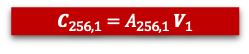 C₂₅₆,₁ = A₂₅₆,₁ V₁